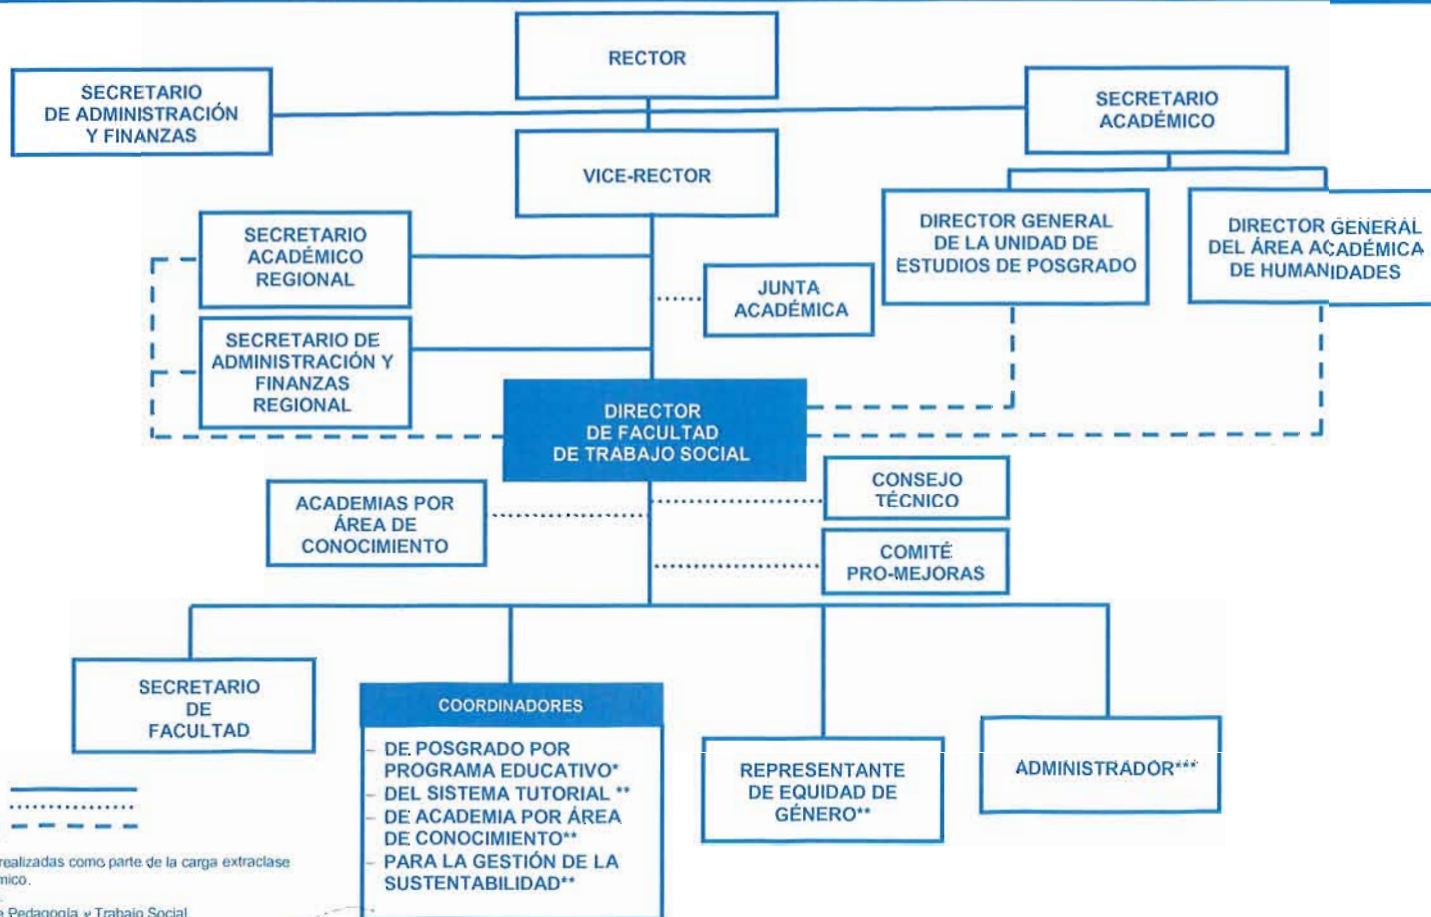 RECTOR
SECRETARIO
DE ADMINISTRACIÓN
Y FINANZAS
SECRETARIO
ACADÉMICO
VICE-RECTOR
SECRETARIO
ACADÉMICO
REGIONAL
DIRECTOR GENERAL
DE LA UNIDAD DE
ESTUDIOS DE POSGRADO
DIRECTOR GENERAL
DEL ÁREA ACADÉMICA
DE HUMANIDADES
JUNTA
ACADÉMICA
SECRETARIO DE
ADMINISTRACIÓN Y
FINANZAS
REGIONAL
DIRECTOR
DE FACULTAD
DE TRABAJO SOCIAL
ACADEMIAS POR
ÁREA DE
CONOCIMIENTO
CONSEJO
TÉCNICO
COMITÉ
PRO-MEJORAS
SECRETARIO
DE
FACULTAD
COORDINADORES
– DE POSGRADO POR
PROGRAMA EDUCATIVO*
– DEL SISTEMA TUTORIAL **
– DE ACADEMIA POR ÁREA
DE CONOCIMIENTO**
– PARA LA GESTIÓN DE LA
SUSTENTABILIDAD**
REPRESENTANTE
DE EQUIDAD DE
GÉNERO**
ADMINISTRADOR***
realizadas como parte de la carga extraclase
mico.
e Pedagogía y Trabajo Social